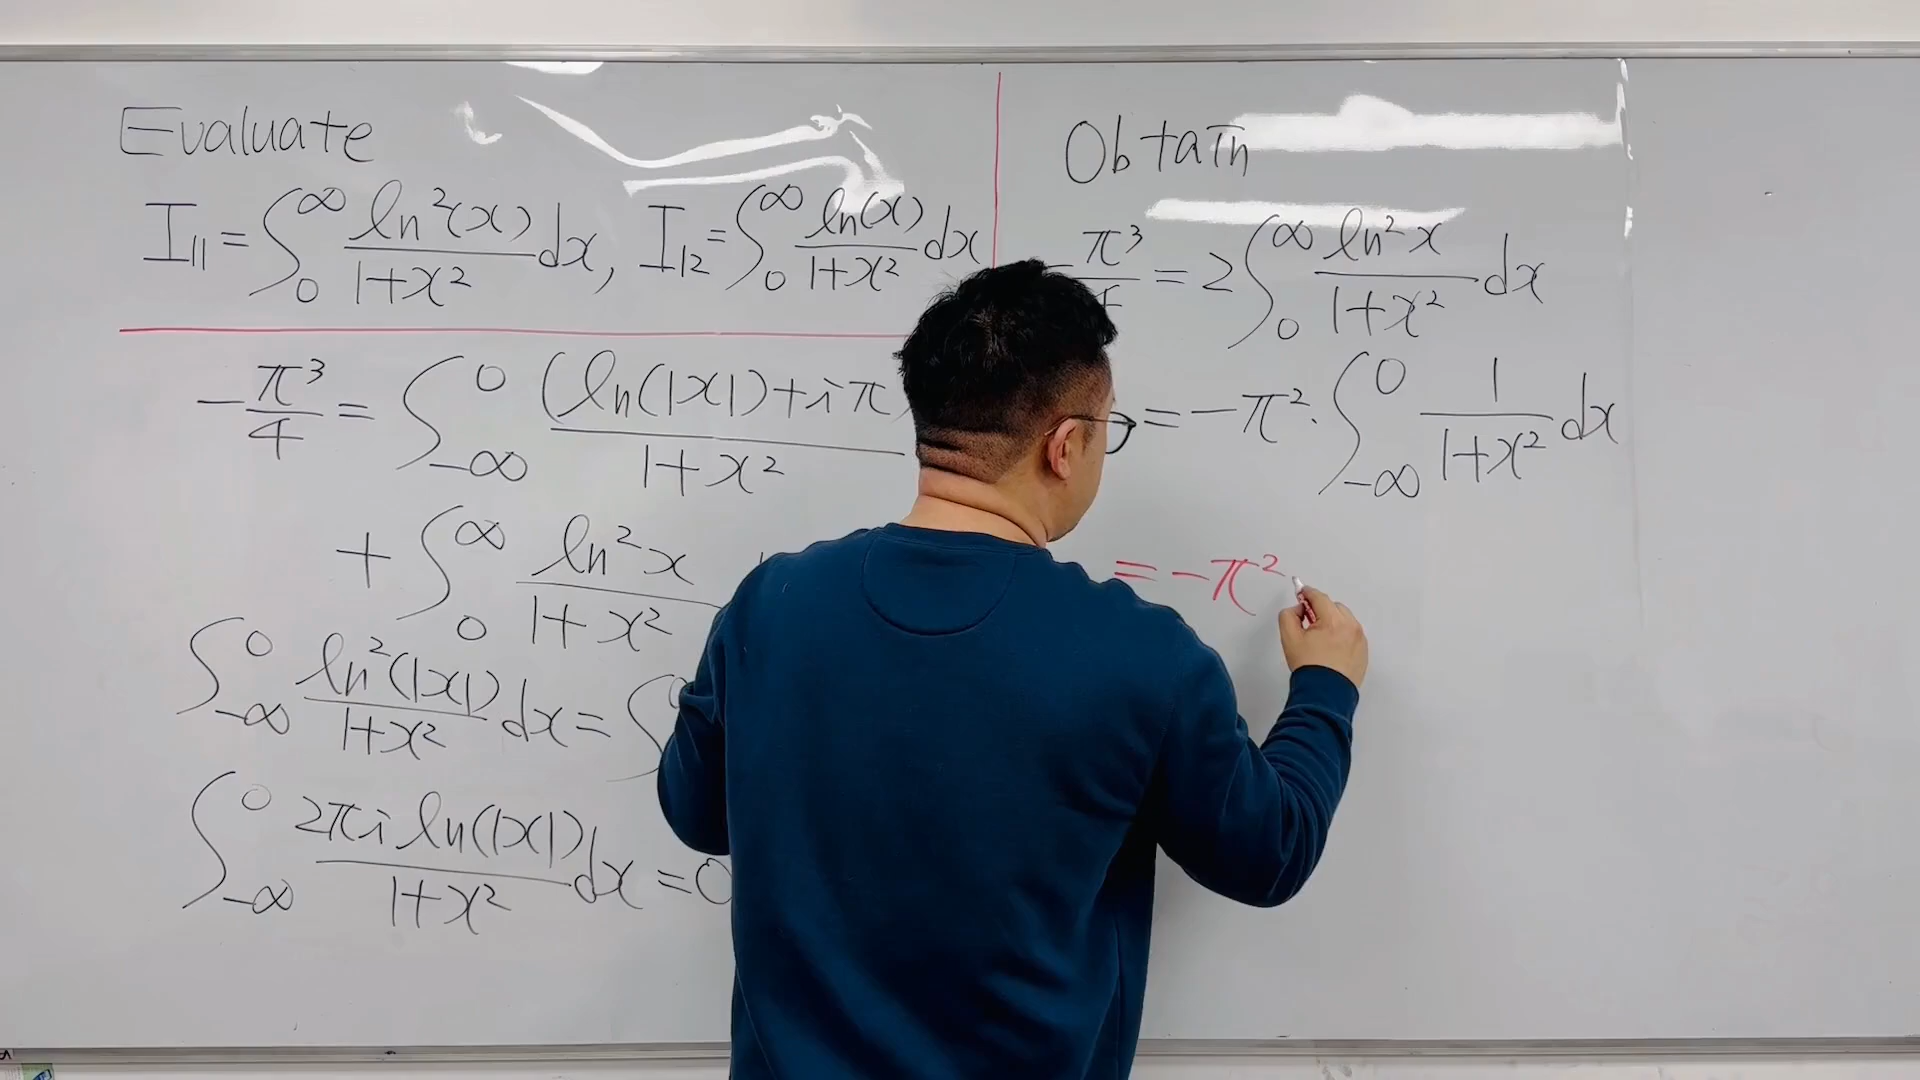 Evaluate
I₁₁ = ∫₀^∞ ln²(x)/(1+x²) dx, I₁₂ = ∫₀^∞ ln(x)/(1+x²) dx
-π³/4 = ∫_{-∞}^0 (ln(|x|)+iπ)/(1+x²)
+ ∫₀^∞ ln²x/(1+x²)
∫_{-∞}^0 ln²(|x|)/(1+x²) dx = ∫
∫_{-∞}^0 2πi ln(|x|)/(1+x²) dx = 0
Obtain
-π³/4 = 2∫₀^∞ ln²x/(1+x²) dx
= -π² · ∫_{-∞}^0 1/(1+x²) dx
= -π²